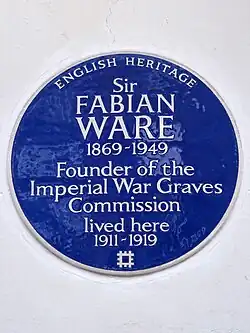 ENGLISH HERITAGE
Sir
FABIAN
WARE
1869-1949
Founder of the
Imperial War Graves
Commission
lived here
1911-1919